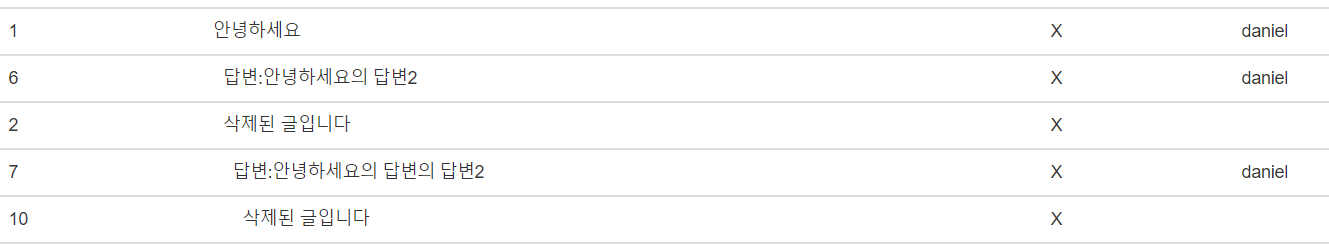 1 안녕하세요 X daniel
6 답변:안녕하세요의 답변2 X daniel
2 삭제된 글입니다 X
7 답변:안녕하세요의 답변의 답변2 X daniel
10 삭제된 글입니다 X